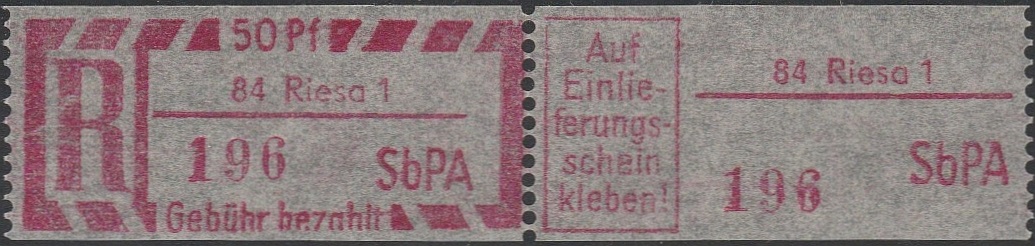 50 Pf
R
84 Riesa 1
196
SbPA
Gebühr bezahlt
Auf
Einlie-
ferungs-
schein
kleben!
84 Riesa 1
196
SbPA